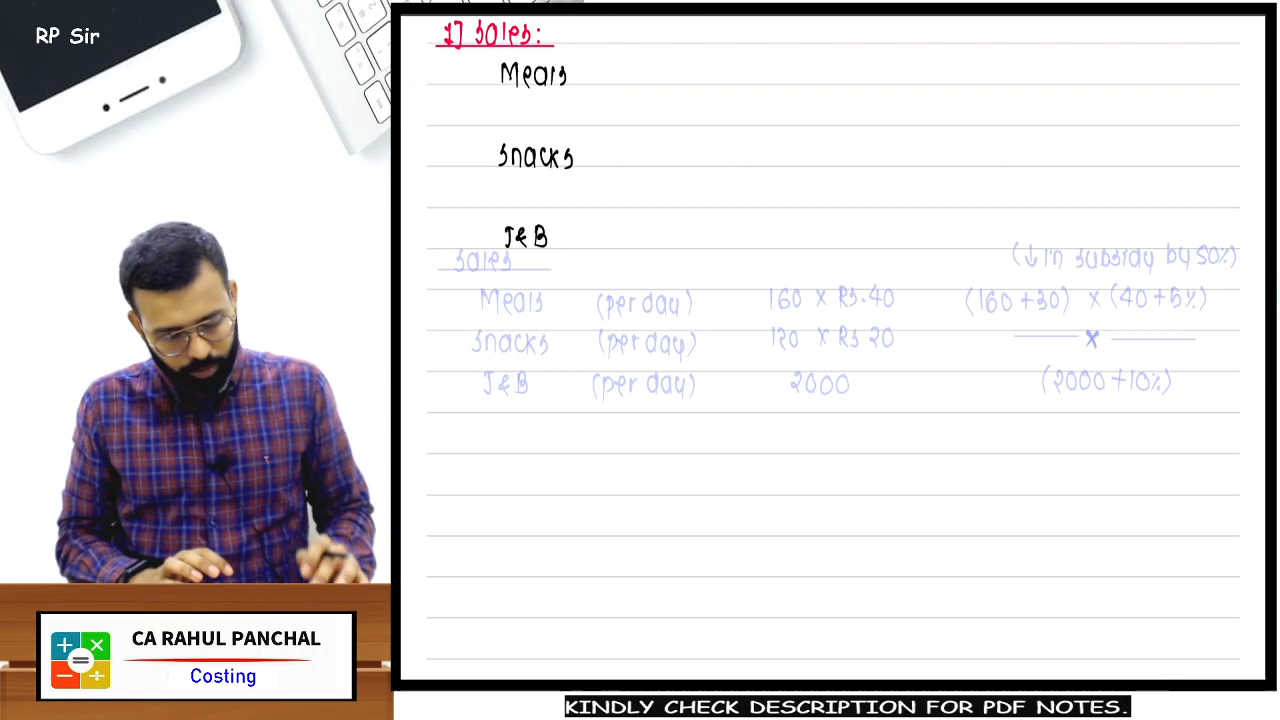 RP Sir
1] Sales:
Meals
Snacks
T&B
Sales (↓ in subsidy by 50%)
Meals (per day) 160 x Rs.40 (160 +30) x (40 +5%)
Snacks (per day) 120 x Rs 20 x
T&B (per day) 2000 (2000 +10%)
CA RAHUL PANCHAL
Costing
KINDLY CHECK DESCRIPTION FOR PDF NOTES.